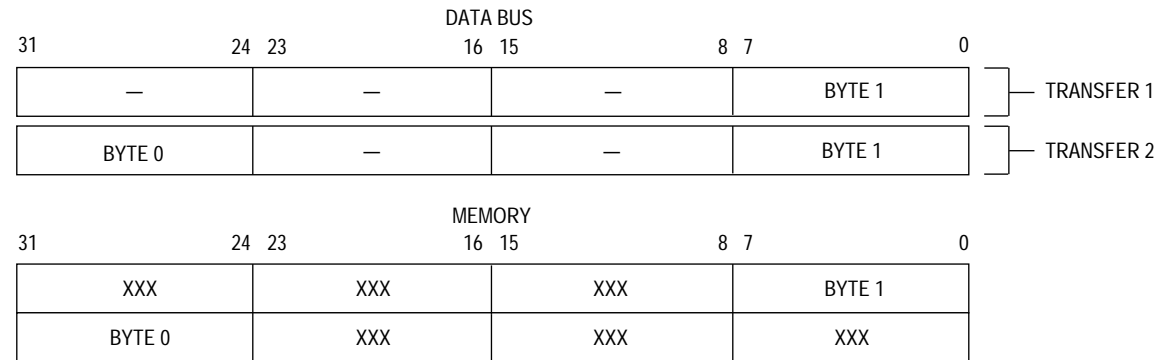 DATA BUS
31 24 23 16 15 8 7 0
— — — BYTE 1 TRANSFER 1
BYTE 0 — — BYTE 1 TRANSFER 2
MEMORY
31 24 23 16 15 8 7 0
XXX XXX XXX BYTE 1
BYTE 0 XXX XXX XXX